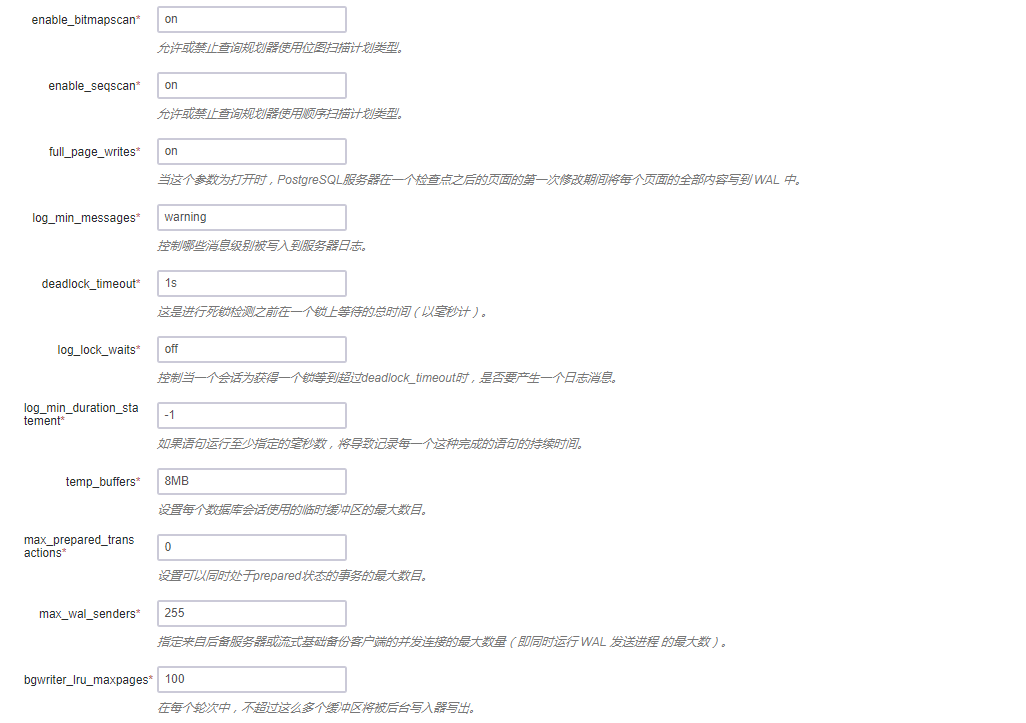 enable_bitmapscan* on
允许或禁止查询规划器使用位图扫描计划类型。
enable_seqscan* on
允许或禁止查询规划器使用顺序扫描计划类型。
full_page_writes* on
当这个参数为打开时，PostgreSQL服务器在一个检查点之后的页面的第一次修改期间将每个页面的全部内容写到 WAL 中。
log_min_messages* warning
控制哪些消息级别被写入到服务器日志。
deadlock_timeout* 1s
这是进行死锁检测之前在一个锁上等待的总时间（以毫秒计）。
log_lock_waits* off
控制当一个会话为获得一个锁等到超过deadlock_timeout时，是否要产生一个日志消息。
log_min_duration_sta
tement* -1
如果语句运行至少指定的毫秒数，将导致记录每一个这种完成的语句的持续时间。
temp_buffers* 8MB
设置每个数据库会话使用的临时缓冲区的最大数目。
max_prepared_trans
actions* 0
设置可以同时处于prepared状态的事务的最大数目。
max_wal_senders* 255
指定来自后备服务器或流式基础备份客户端的并发连接的最大数量（即同时运行 WAL 发送进程 的最大数）。
bgwriter_lru_maxpages* 100
在每个轮次中，不超过这么多个缓冲区将被后台写入器写出。